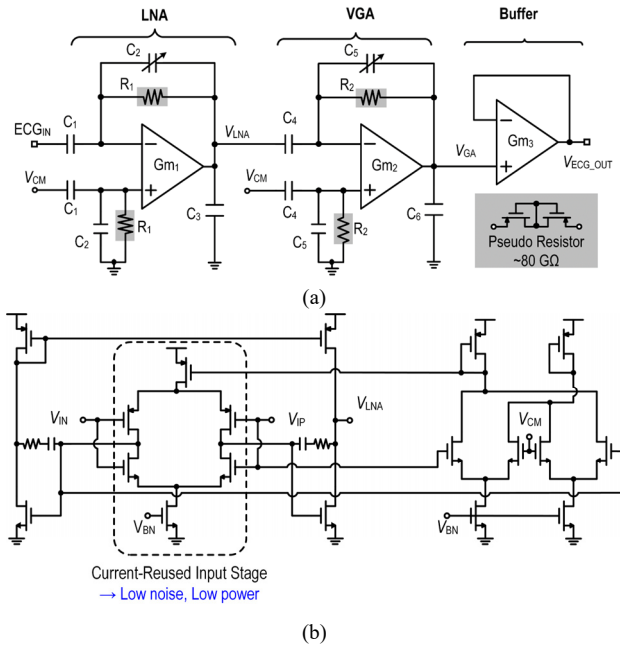 LNA
VGA
Buffer
C2
C5
R1
R2
ECGIN
C1
C4
VLNA
VGA
Gm1
Gm2
Gm3
VECG_OUT
VCM
C1
VCM
C4
C2
R1
C3
C5
R2
C6
Pseudo Resistor
~80 GΩ
(a)
VIN
VIP
VLNA
VCM
VBN
VBN
Current-Reused Input Stage
→ Low noise, Low power
(b)